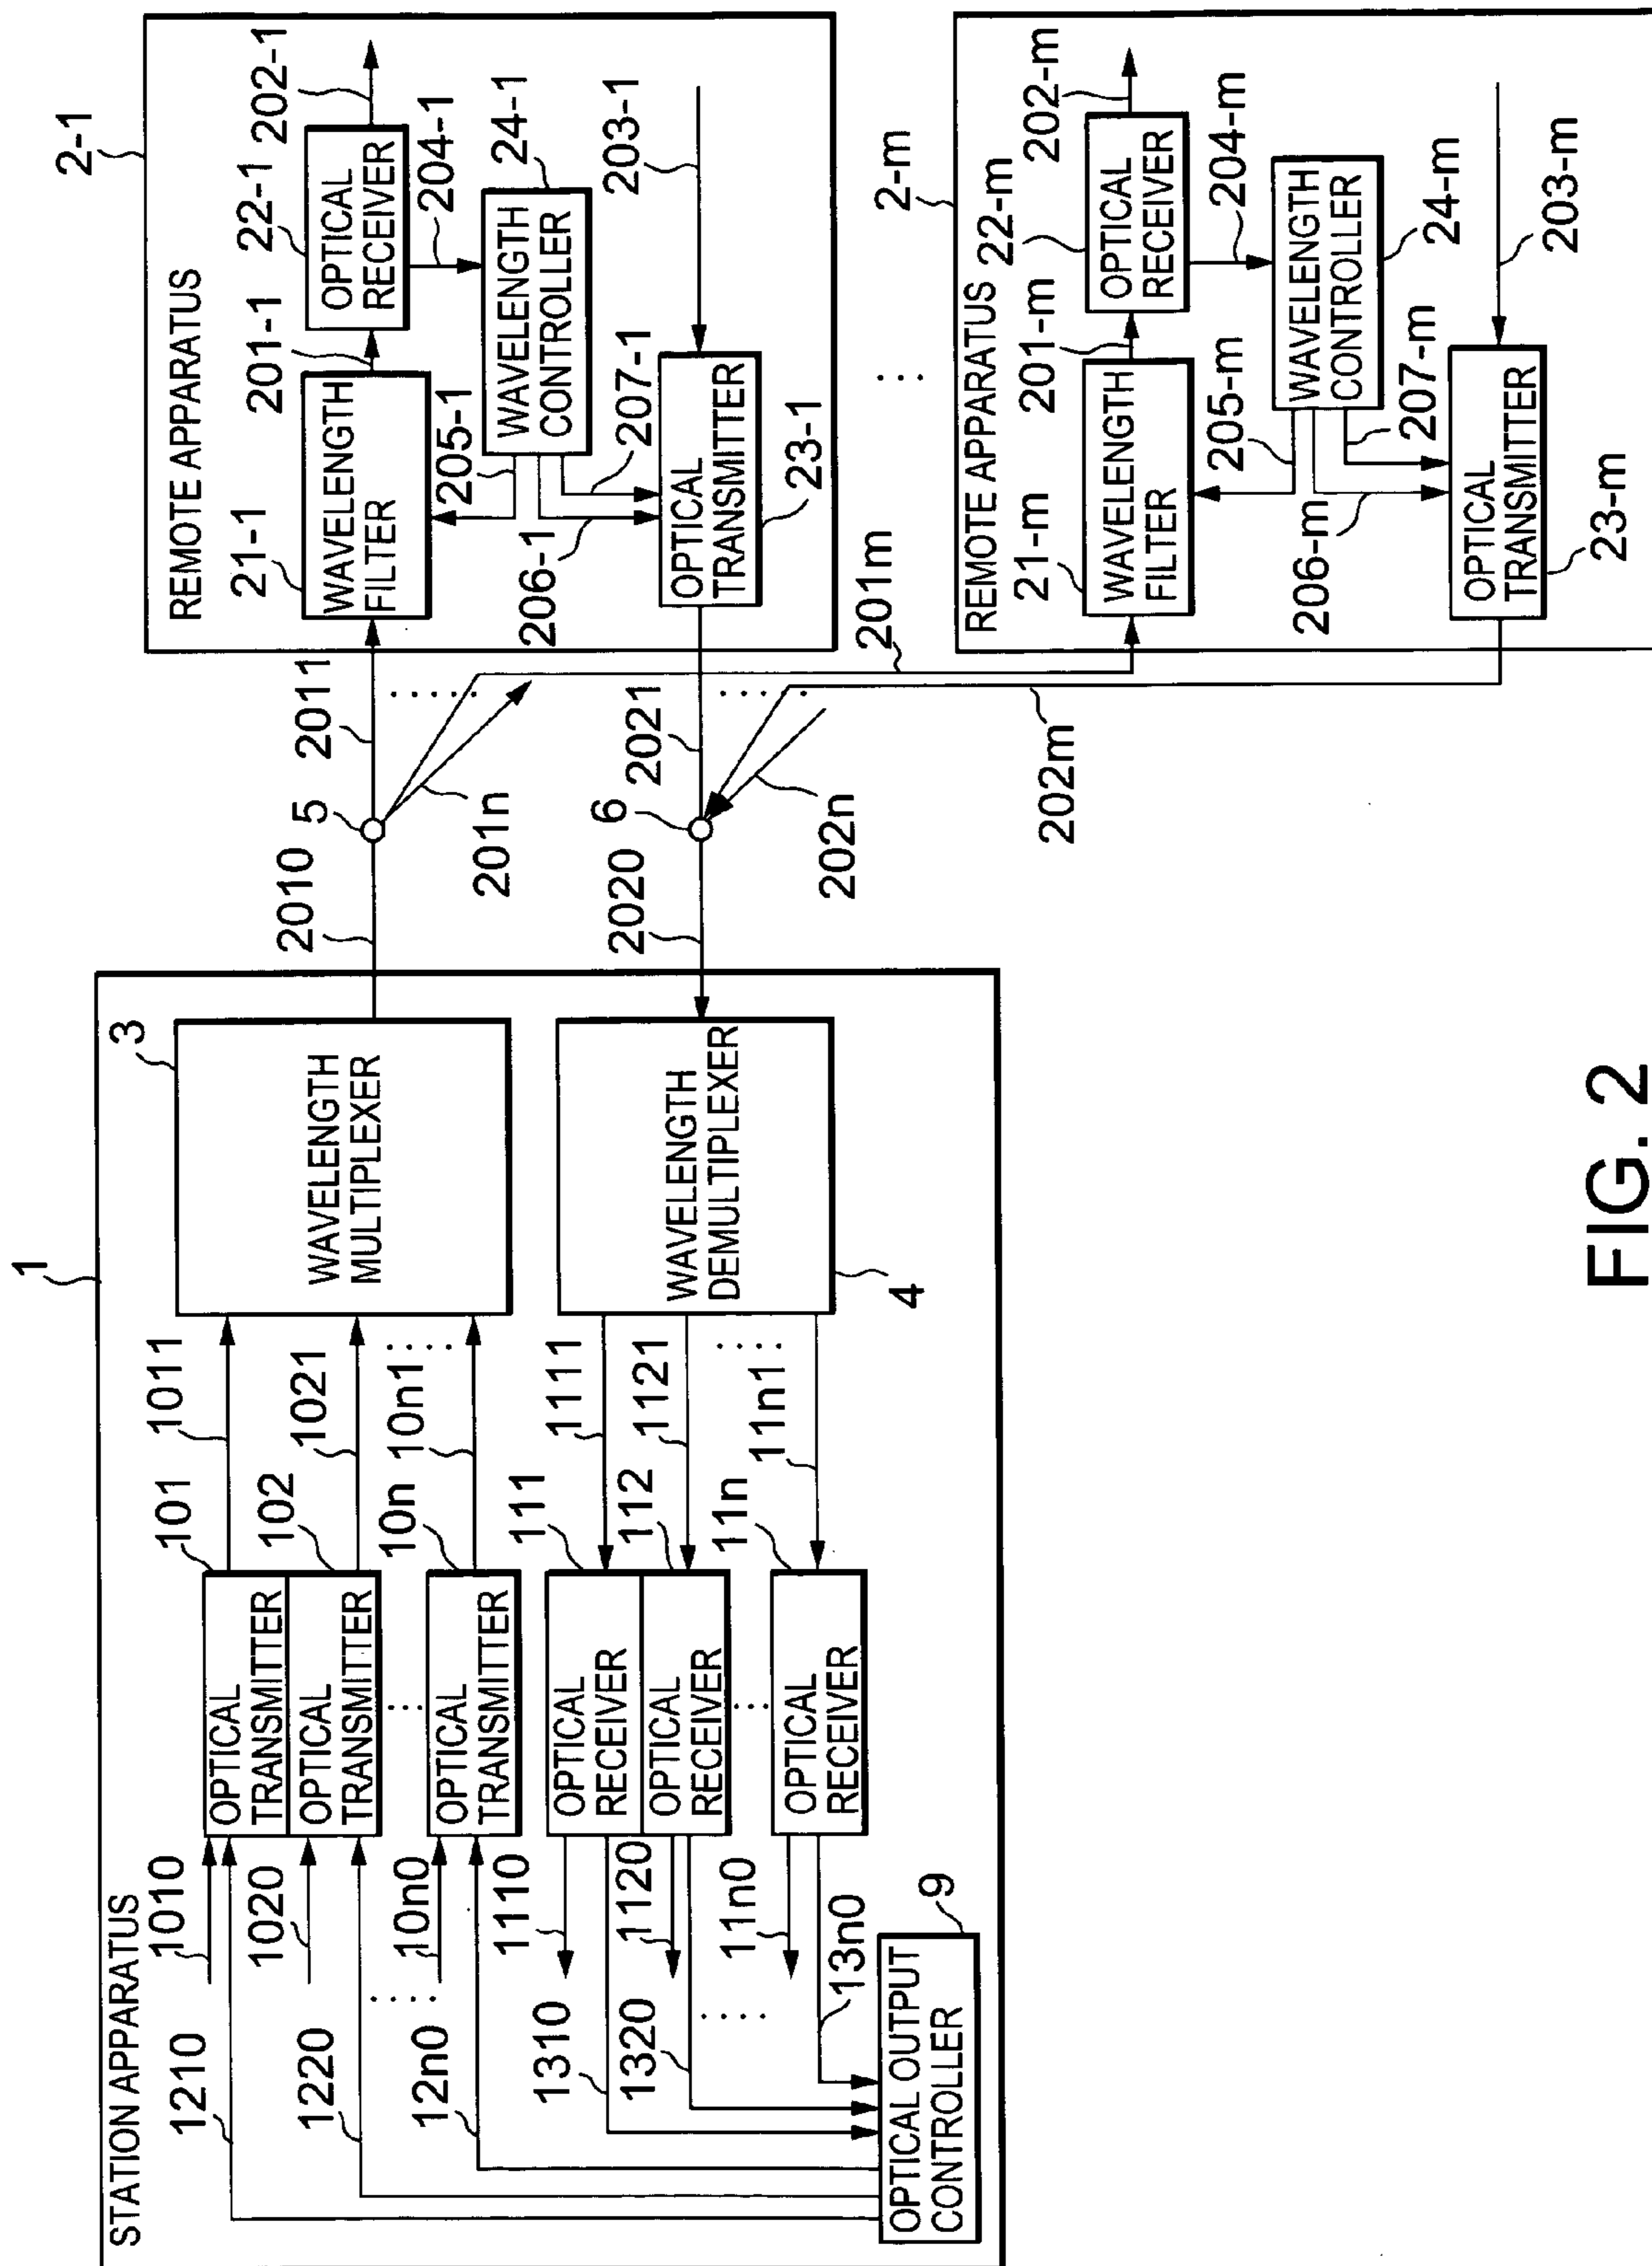 STATION APPARATUS
1
1210
1010
OPTICAL
TRANSMITTER
101
1011
1220
1020
OPTICAL
TRANSMITTER
102
1021
12n0
10n0
OPTICAL
TRANSMITTER
10n
10n1
WAVELENGTH
MULTIPLEXER
3
1310
1110
OPTICAL
RECEIVER
111
1111
1320
1120
OPTICAL
RECEIVER
112
1121
13n0
11n0
OPTICAL
RECEIVER
11n
11n1
WAVELENGTH
DEMULTIPLEXER
4
OPTICAL OUTPUT
CONTROLLER
9
2010
5
2011
201n
201m
2020
6
2021
202n
202m
2-1
REMOTE APPARATUS
21-1
WAVELENGTH
FILTER
201-1
22-1
OPTICAL
RECEIVER
202-1
204-1
205-1
WAVELENGTH
CONTROLLER
24-1
206-1
207-1
203-1
OPTICAL
TRANSMITTER
23-1
2-m
REMOTE APPARATUS
21-m
WAVELENGTH
FILTER
201-m
22-m
OPTICAL
RECEIVER
202-m
204-m
205-m
WAVELENGTH
CONTROLLER
24-m
206-m
207-m
203-m
OPTICAL
TRANSMITTER
23-m
FIG. 2